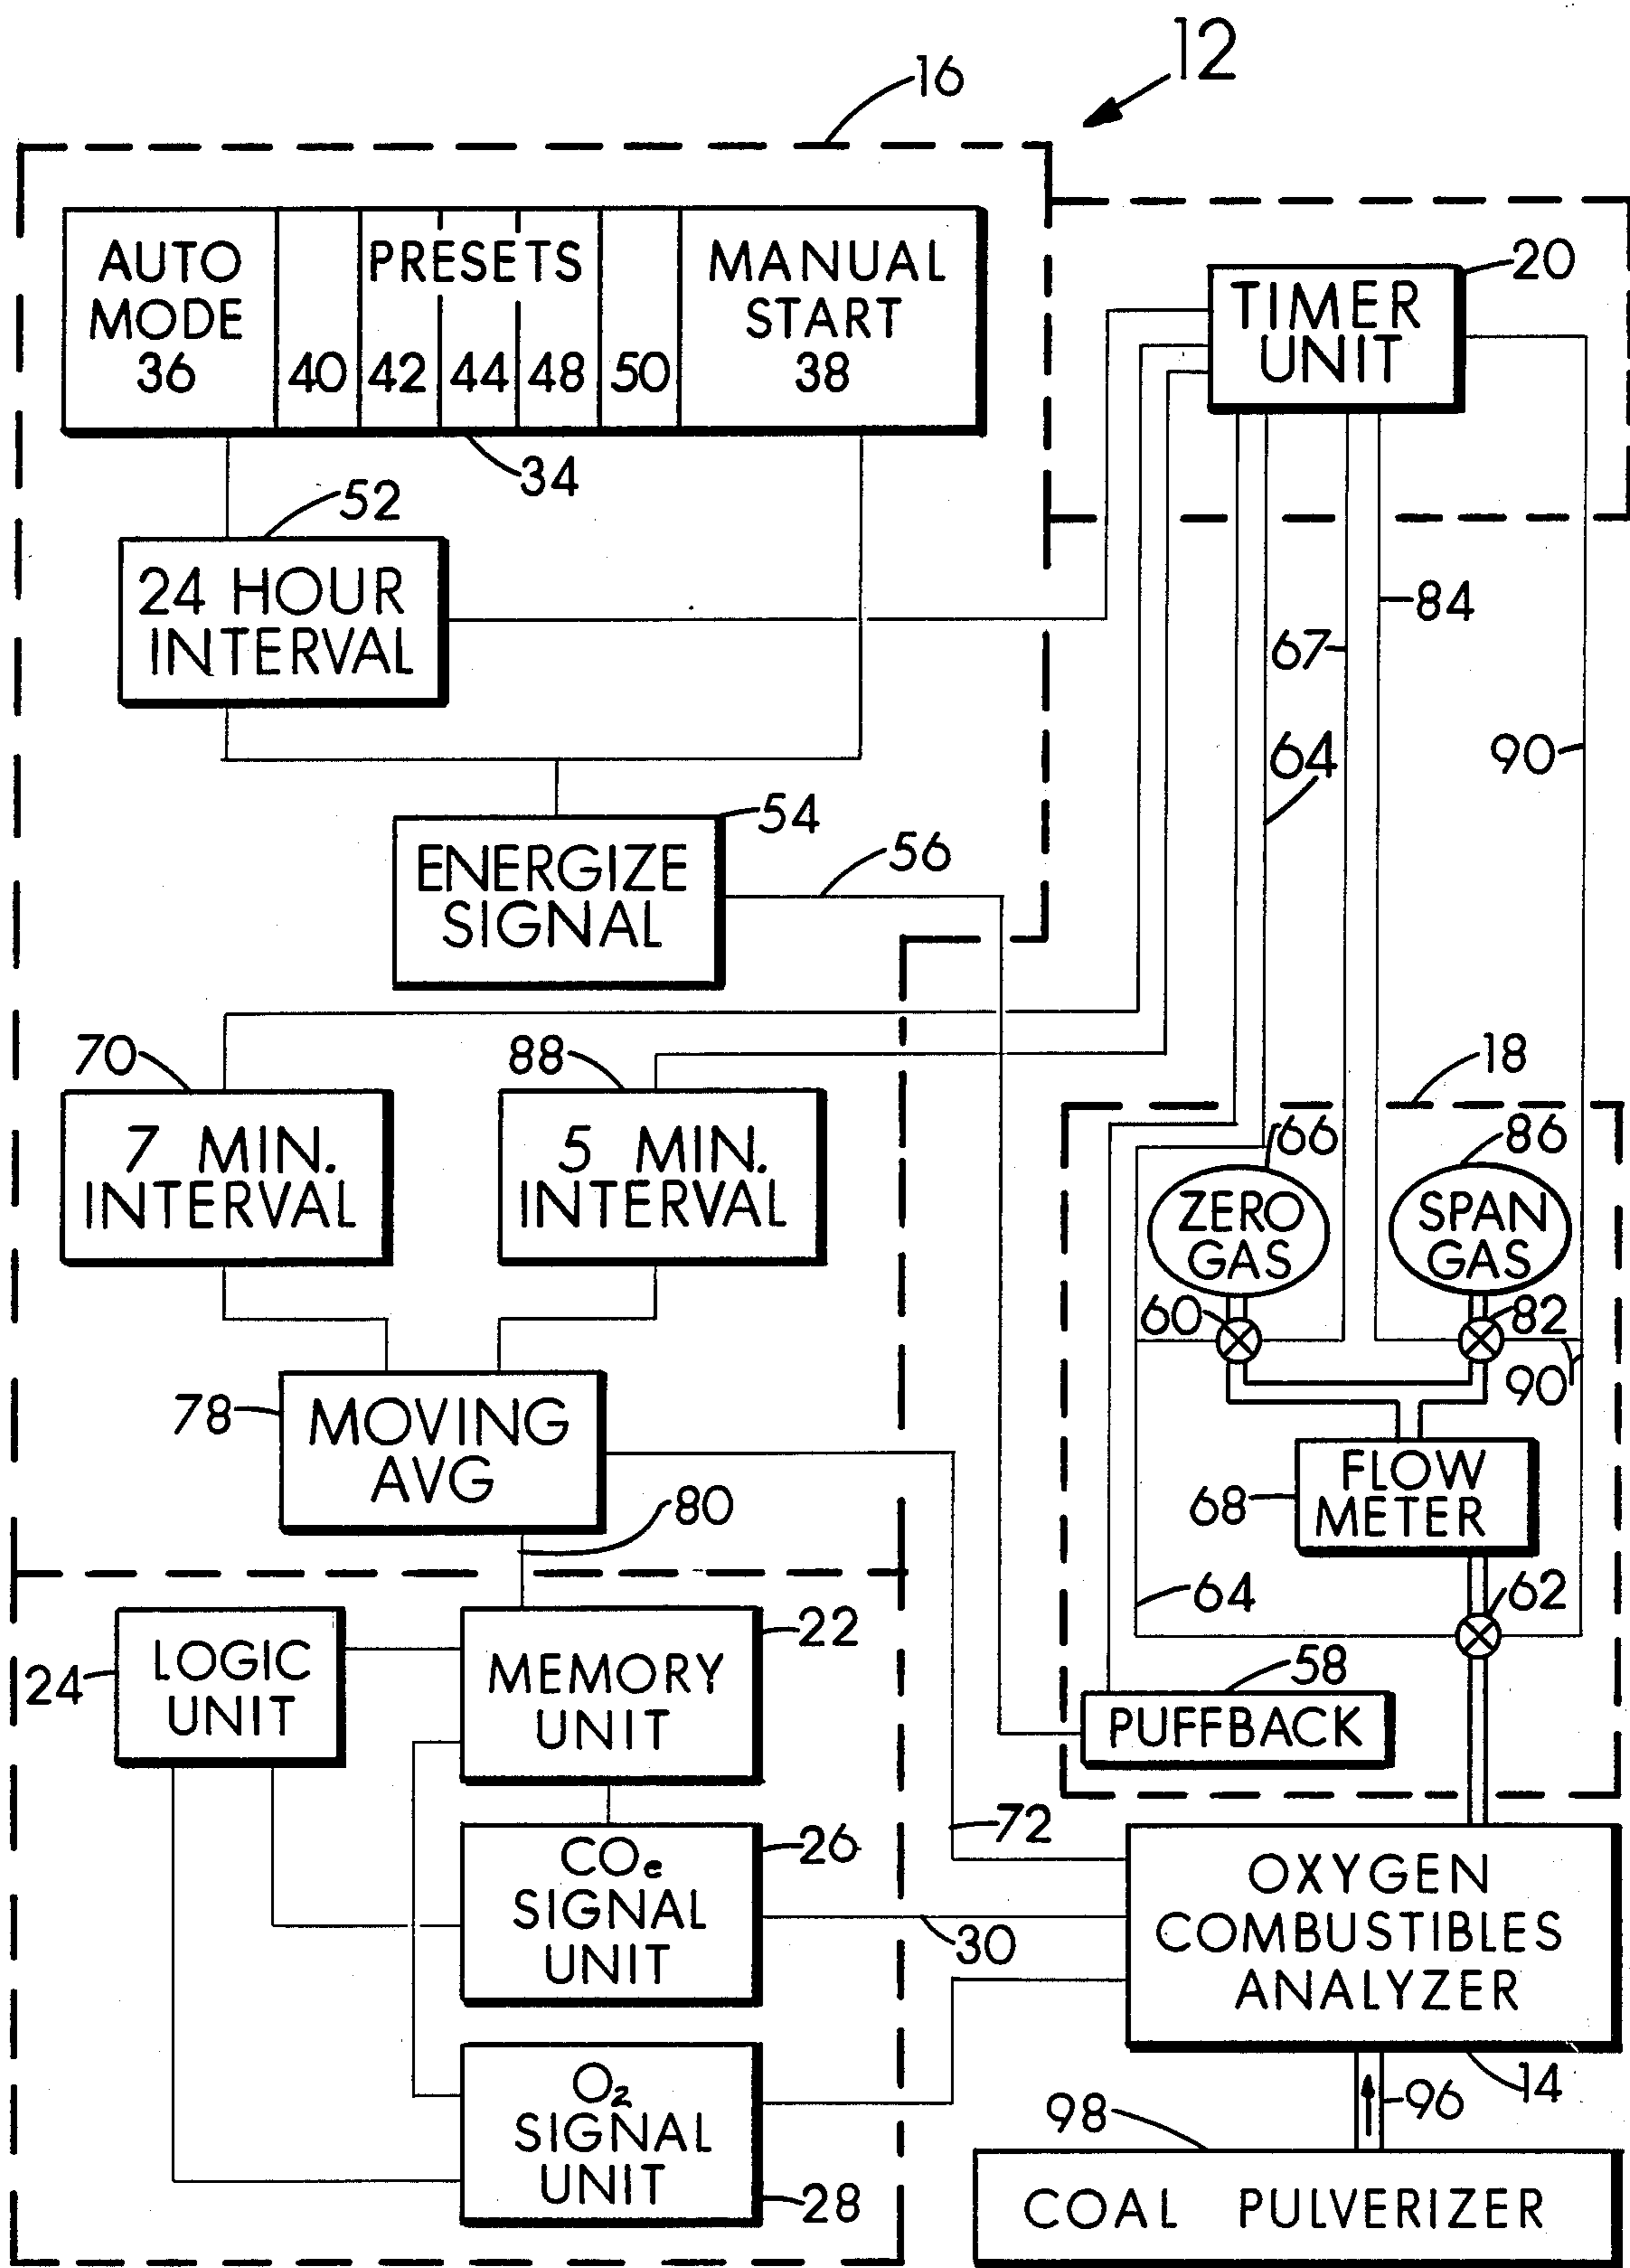 12
16
AUTO
MODE
36
40
PRESETS
42
44
48
50
MANUAL
START
38
34
TIMER
UNIT
20
52
24 HOUR
INTERVAL
84
67
64
90
54
ENERGIZE
SIGNAL
56
70
7 MIN.
INTERVAL
88
5 MIN.
INTERVAL
18
66
ZERO
GAS
86
SPAN
GAS
60
82
90
78
MOVING
AVG
80
FLOW
METER
68
64
62
24
LOGIC
UNIT
22
MEMORY
UNIT
58
PUFFBACK
72
COe
SIGNAL
UNIT
26
30
OXYGEN
COMBUSTIBLES
ANALYZER
14
O2
SIGNAL
UNIT
28
96
98
COAL PULVERIZER